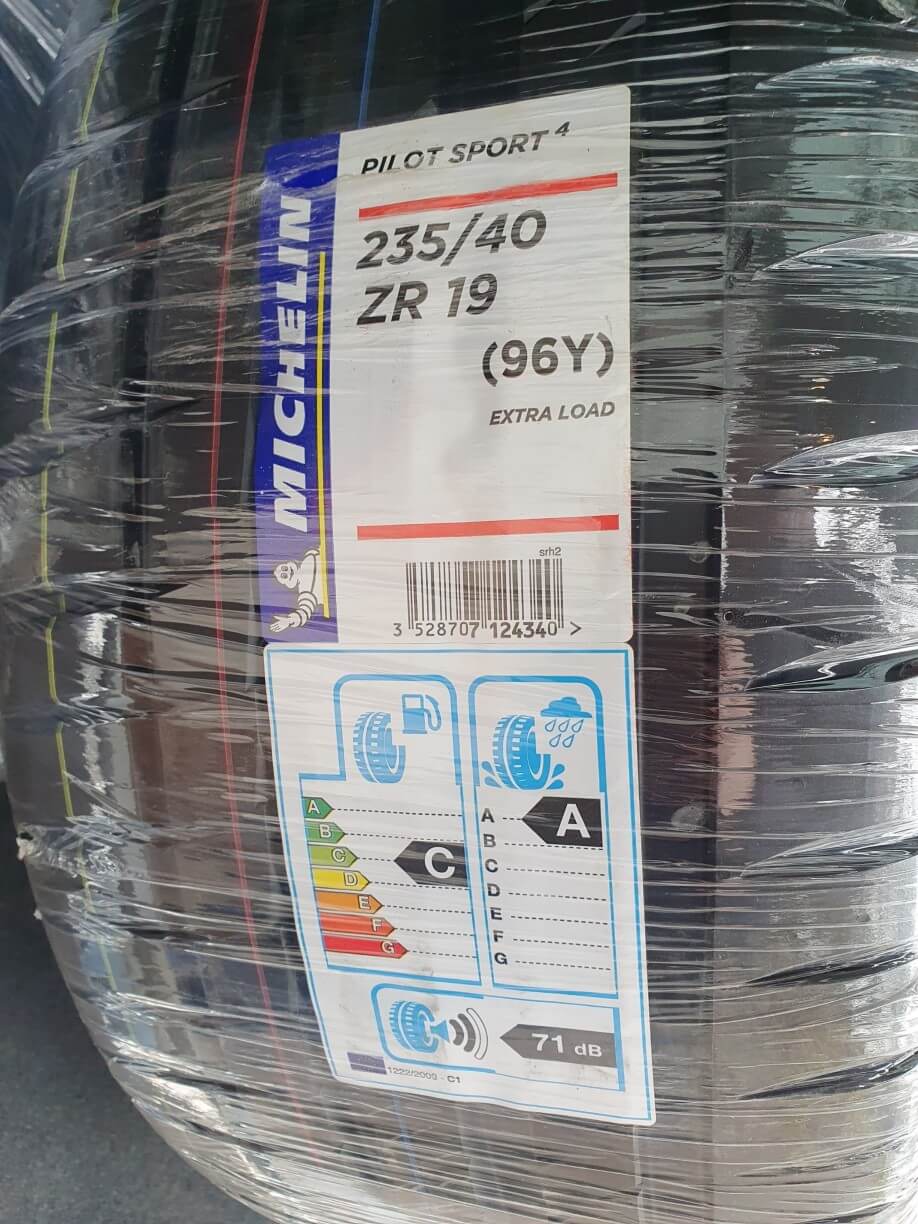 MICHELIN
PILOT SPORT 4
235/40
ZR 19
(96Y)
EXTRA LOAD
srh2
3 528707 124340 >
A
B
C
D
E
F
G
C
A
B
C
D
E
F
G
A
71 dB
1222/2009 - C1